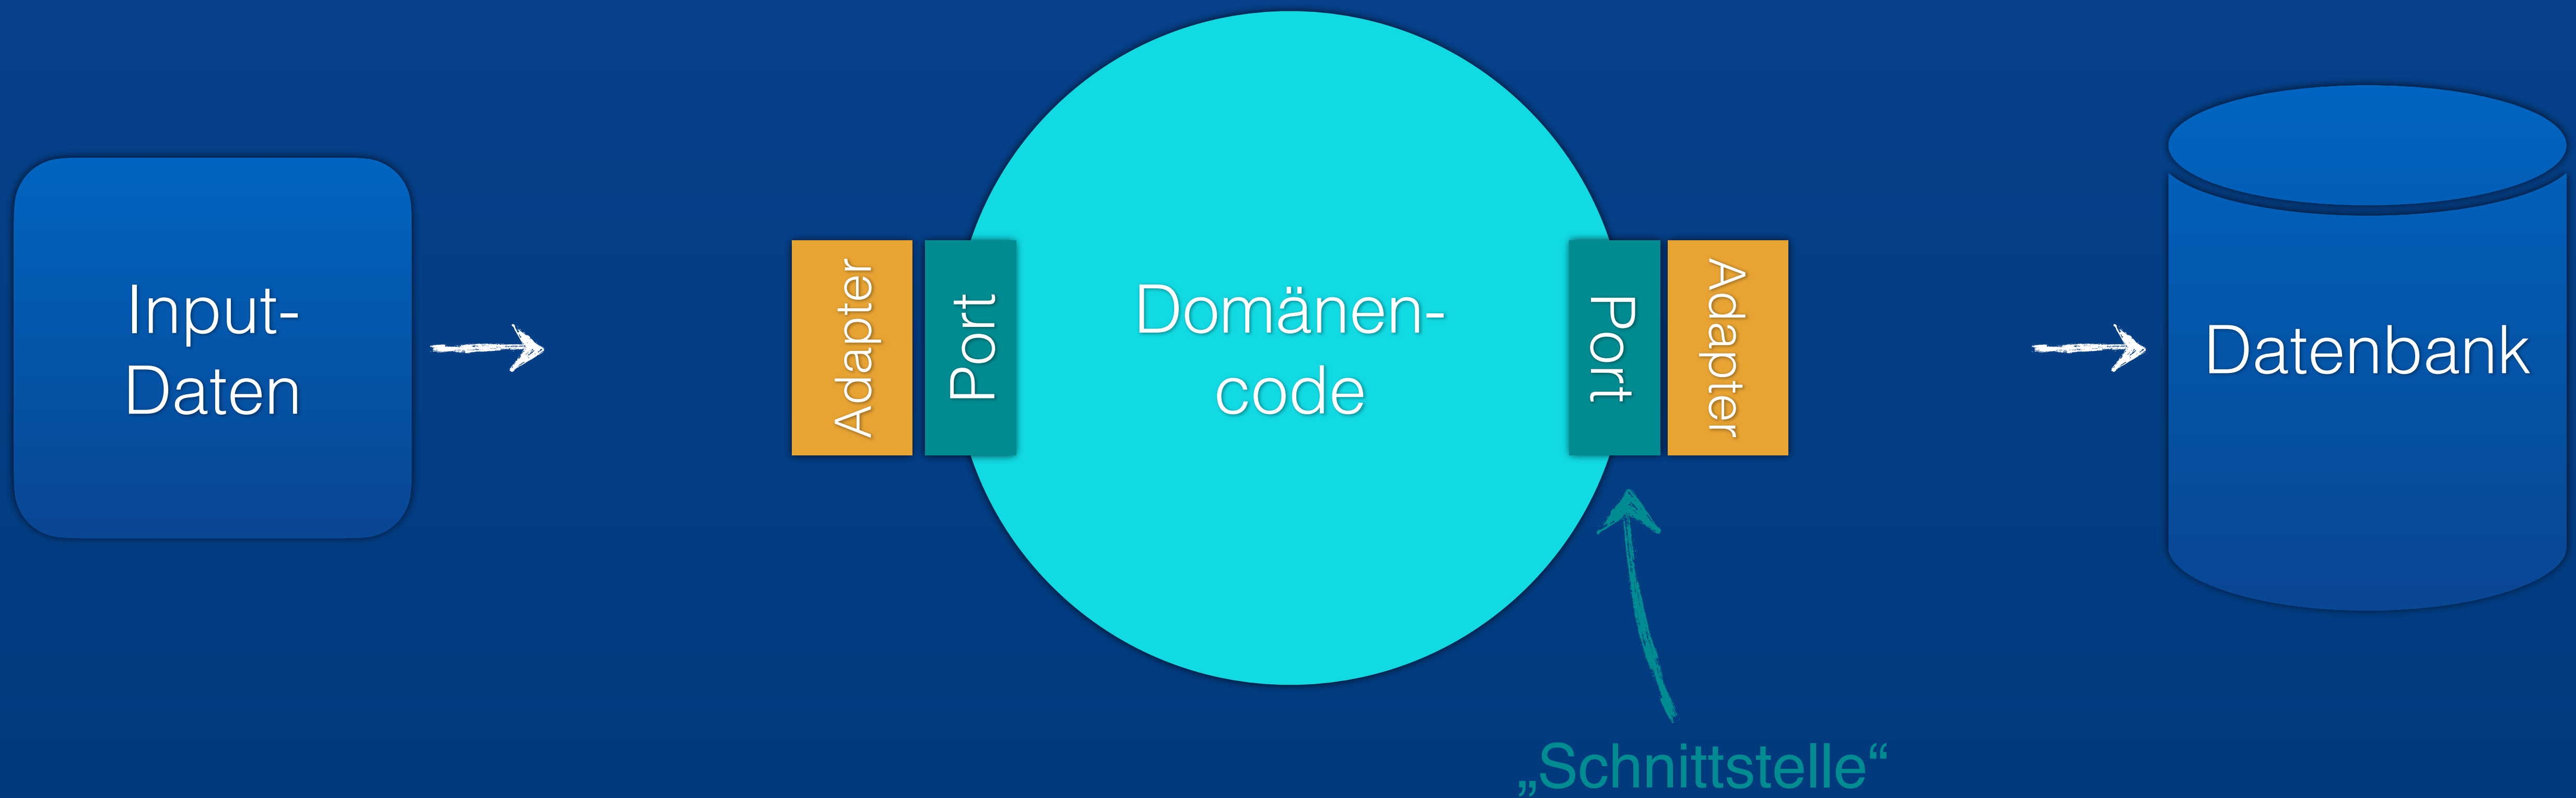 Input-
Daten
Adapter
Port
Domänen-
code
Port
Adapter
Datenbank
„Schnittstelle“